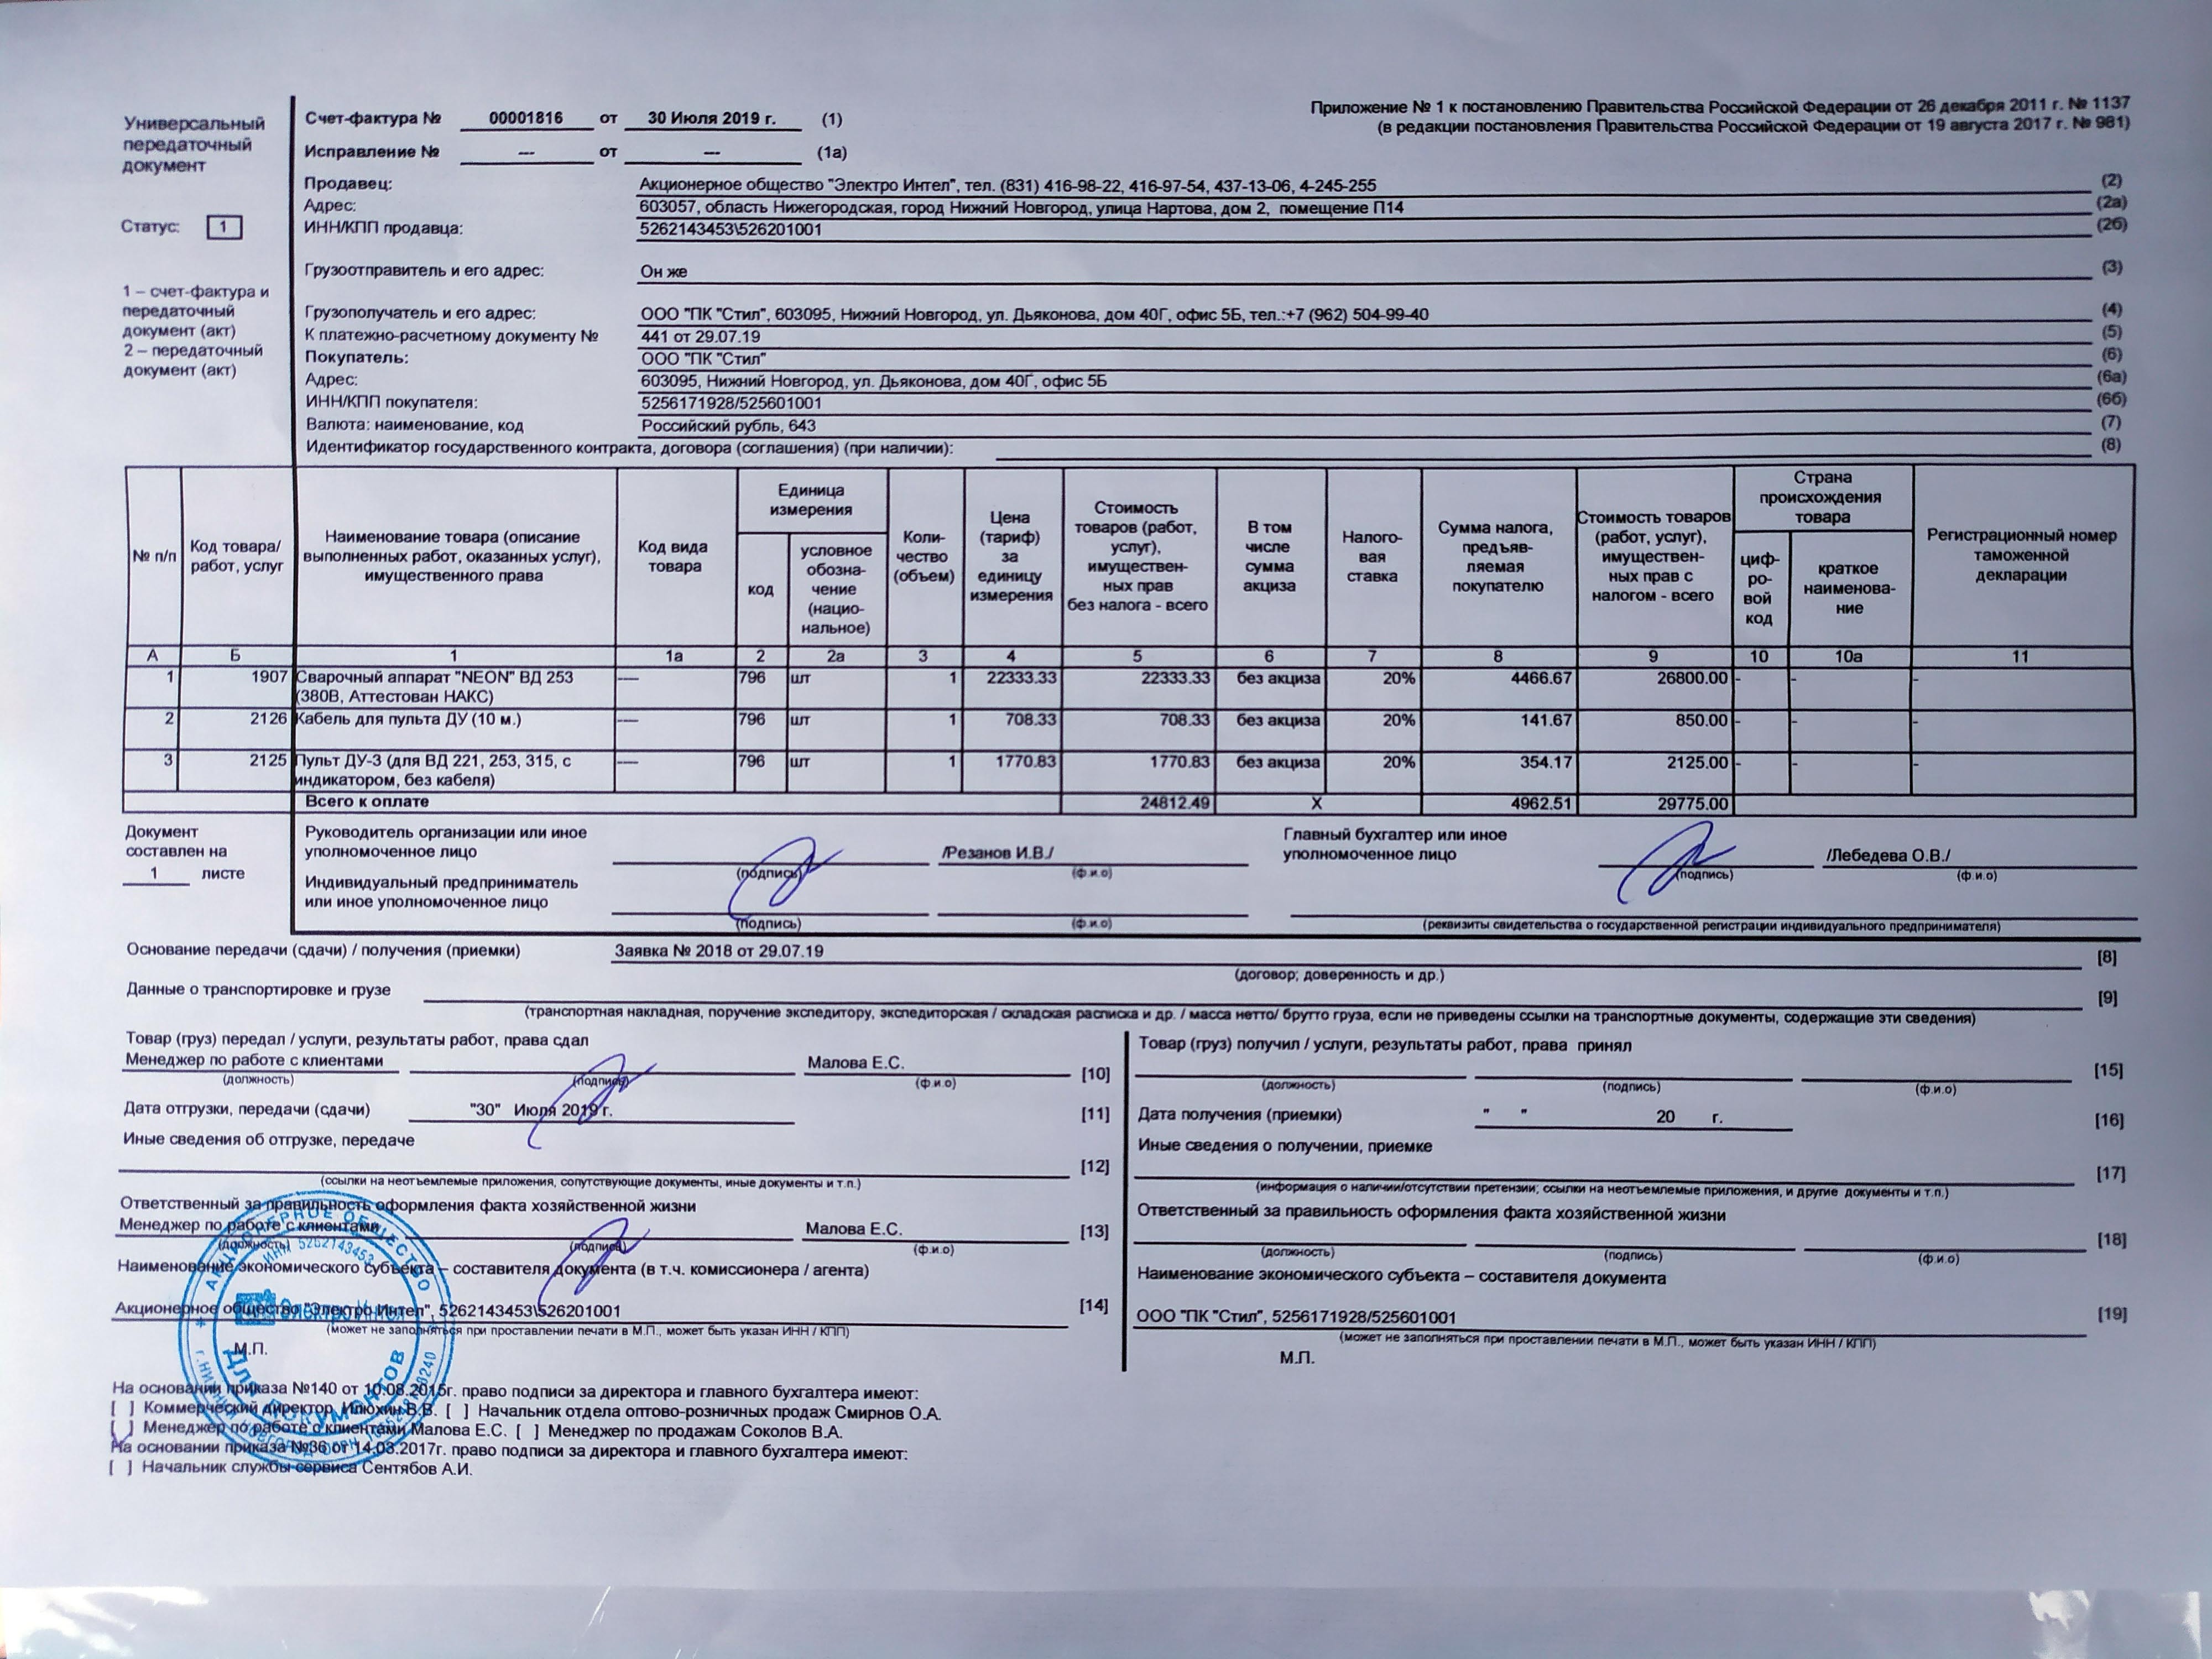 Универсальный передаточный документ
Статус: 1
1 – счет-фактура и передаточный документ (акт)
2 – передаточный документ (акт)
Счет-фактура № 00001816 от 30 Июля 2019 г. (1)
Исправление № --- от --- (1а)
Приложение № 1 к постановлению Правительства Российской Федерации от 26 декабря 2011 г. № 1137
(в редакции постановления Правительства Российской Федерации от 19 августа 2017 г. № 981)
Продавец: Акционерное общество "Электро Интел", тел. (831) 416-98-22, 416-97-54, 437-13-06, 4-245-255 (2)
Адрес: 603057, область Нижегородская, город Нижний Новгород, улица Нартова, дом 2, помещение П14 (2а)
ИНН/КПП продавца: 5262143453\526201001 (2б)
Грузоотправитель и его адрес: Он же (3)
Грузополучатель и его адрес: ООО "ПК "Стил", 603095, Нижний Новгород, ул. Дьяконова, дом 40Г, офис 5Б, тел.:+7 (962) 504-99-40 (4)
К платежно-расчетному документу № 441 от 29.07.19 (5)
Покупатель: ООО "ПК "Стил" (6)
Адрес: 603095, Нижний Новгород, ул. Дьяконова, дом 40Г, офис 5Б (6а)
ИНН/КПП покупателя: 5256171928/525601001 (6б)
Валюта: наименование, код Российский рубль, 643 (7)
Идентификатор государственного контракта, договора (соглашения) (при наличии): (8)
№ п/п
Код товара/ работ, услуг
Наименование товара (описание выполненных работ, оказанных услуг), имущественного права
Код вида товара
Единица измерения
код
условное обозна-чение (нацио-нальное)
Коли-чество (объем)
Цена (тариф) за единицу измерения
Стоимость товаров (работ, услуг), имуществен-ных прав без налога - всего
В том числе сумма акциза
Налого-вая ставка
Сумма налога, предъяв-ляемая покупателю
Стоимость товаров (работ, услуг), имуществен-ных прав с налогом - всего
Страна происхождения товара
циф-ро-вой код
краткое наименова-ние
Регистрационный номер таможенной декларации
А Б 1 1а 2 2а 3 4 5 6 7 8 9 10 10а 11
1 1907 Сварочный аппарат "NEON" ВД 253 (380В, Аттестован НАКС) ---- 796 шт 1 22333.33 22333.33 без акциза 20% 4466.67 26800.00 - - -
2 2126 Кабель для пульта ДУ (10 м.) ---- 796 шт 1 708.33 708.33 без акциза 20% 141.67 850.00 - - -
3 2125 Пульт ДУ-3 (для ВД 221, 253, 315, с индикатором, без кабеля) ---- 796 шт 1 1770.83 1770.83 без акциза 20% 354.17 2125.00 - - -
Всего к оплате 24812.49 Х 4962.51 29775.00
Документ составлен на 1 листе
Руководитель организации или иное уполномоченное лицо /Резанов И.В./
(подпись) (ф.и.о)
Главный бухгалтер или иное уполномоченное лицо /Лебедева О.В./
(подпись) (ф.и.о)
Индивидуальный предприниматель или иное уполномоченное лицо
(подпись) (ф.и.о) (реквизиты свидетельства о государственной регистрации индивидуального предпринимателя)
Основание передачи (сдачи) / получения (приемки) Заявка № 2018 от 29.07.19 [8]
(договор; доверенность и др.)
Данные о транспортировке и грузе [9]
(транспортная накладная, поручение экспедитору, экспедиторская / складская расписка и др. / масса нетто/ брутто груза, если не приведены ссылки на транспортные документы, содержащие эти сведения)
Товар (груз) передал / услуги, результаты работ, права сдал
Менеджер по работе с клиентами Малова Е.С. [10]
(должность) (подпись) (ф.и.о)
Дата отгрузки, передачи (сдачи) "30" Июля 2019 г. [11]
Иные сведения об отгрузке, передаче
[12]
(ссылки на неотъемлемые приложения, сопутствующие документы, иные документы и т.п.)
Ответственный за правильность оформления факта хозяйственной жизни
Менеджер по работе с клиентами Малова Е.С. [13]
(должность) (подпись) (ф.и.о)
Наименование экономического субъекта – составителя документа (в т.ч. комиссионера / агента)
Акционерное общество "Электро Интел", 5262143453\526201001 [14]
(может не заполняться при проставлении печати в М.П., может быть указан ИНН / КПП)
М.П.
Товар (груз) получил / услуги, результаты работ, права принял
[15]
(должность) (подпись) (ф.и.о)
Дата получения (приемки) " " 20 г. [16]
Иные сведения о получении, приемке
[17]
(информация о наличии/отсутствии претензии; ссылки на неотъемлемые приложения, и другие документы и т.п.)
Ответственный за правильность оформления факта хозяйственной жизни
[18]
(должность) (подпись) (ф.и.о)
Наименование экономического субъекта – составителя документа
ООО "ПК "Стил", 5256171928/525601001 [19]
(может не заполняться при проставлении печати в М.П., может быть указан ИНН / КПП)
М.П.
АКЦИОНЕРНОЕ ОБЩЕСТВО
ИНН 5262143453
Для документов
г.Нижний Новгород
На основании приказа №140 от 10.08.2015г. право подписи за директора и главного бухгалтера имеют:
[ ] Коммерческий директор Илюхин В.В. [ ] Начальник отдела оптово-розничных продаж Смирнов О.А.
[ ] Менеджер по работе с клиентами Малова Е.С. [ ] Менеджер по продажам Соколов В.А.
На основании приказа №36 от 14.03.2017г. право подписи за директора и главного бухгалтера имеют:
[ ] Начальник службы сервиса Сентябов А.И.